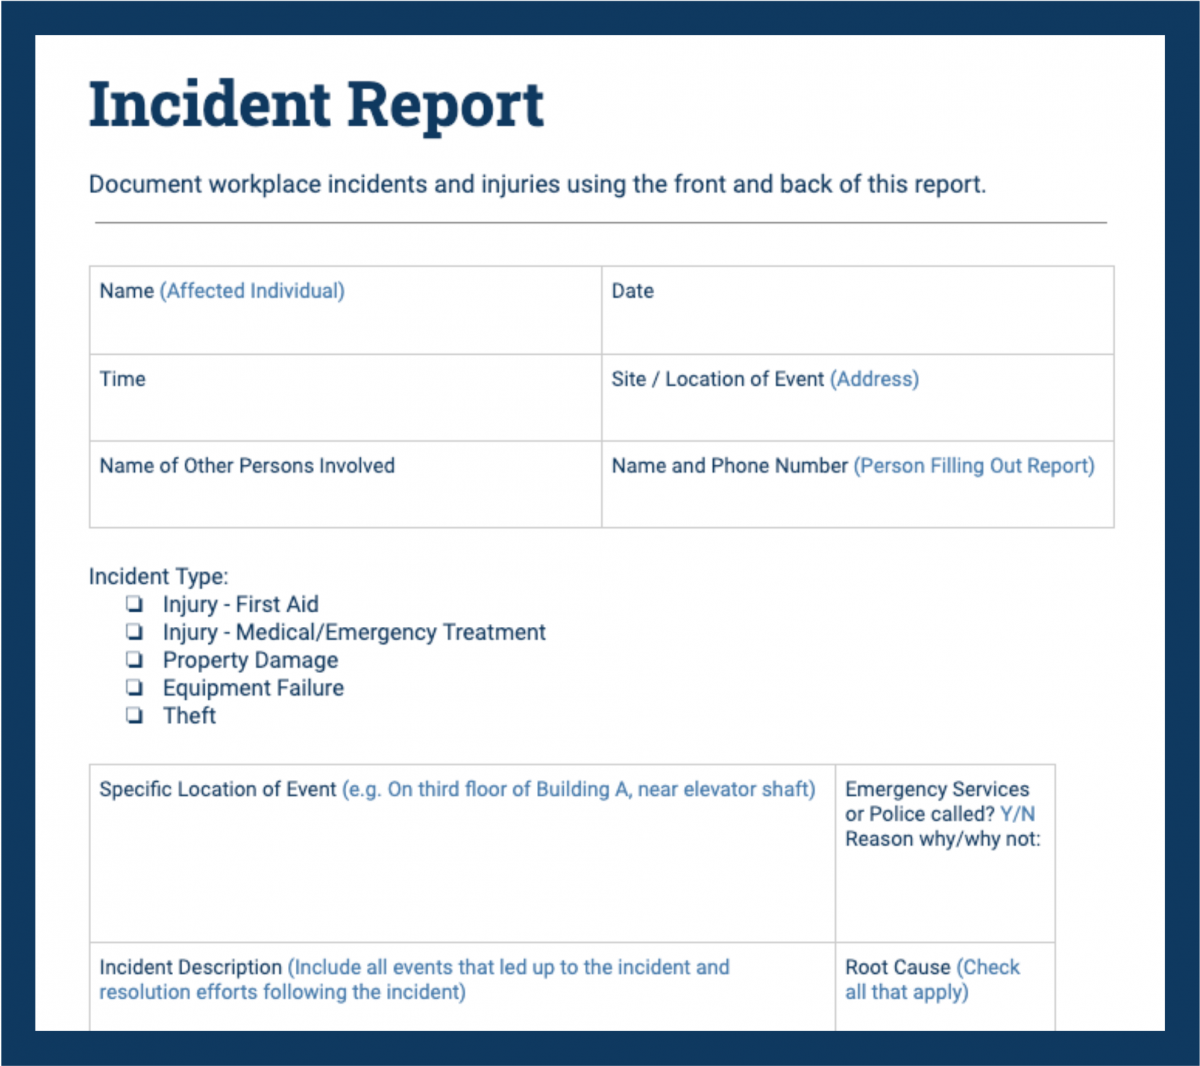 Incident Report
Document workplace incidents and injuries using the front and back of this report.
Name (Affected Individual)
Date
Time
Site / Location of Event (Address)
Name of Other Persons Involved
Name and Phone Number (Person Filling Out Report)
Incident Type:
❏ Injury - First Aid
❏ Injury - Medical/Emergency Treatment
❏ Property Damage
❏ Equipment Failure
❏ Theft
Specific Location of Event (e.g. On third floor of Building A, near elevator shaft)
Emergency Services
or Police called? Y/N
Reason why/why not:
Incident Description (Include all events that led up to the incident and
resolution efforts following the incident)
Root Cause (Check
all that apply)